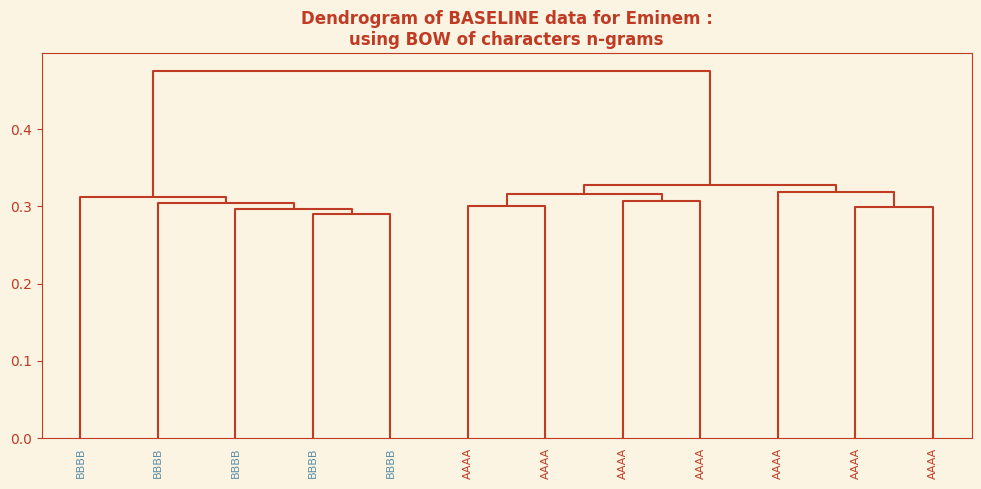 Dendrogram of BASELINE data for Eminem :
using BOW of characters n-grams
0.4
0.3
0.2
0.1
0.0
BBBB BBBB BBBB BBBB BBBB AAAA AAAA AAAA AAAA AAAA AAAA AAAA